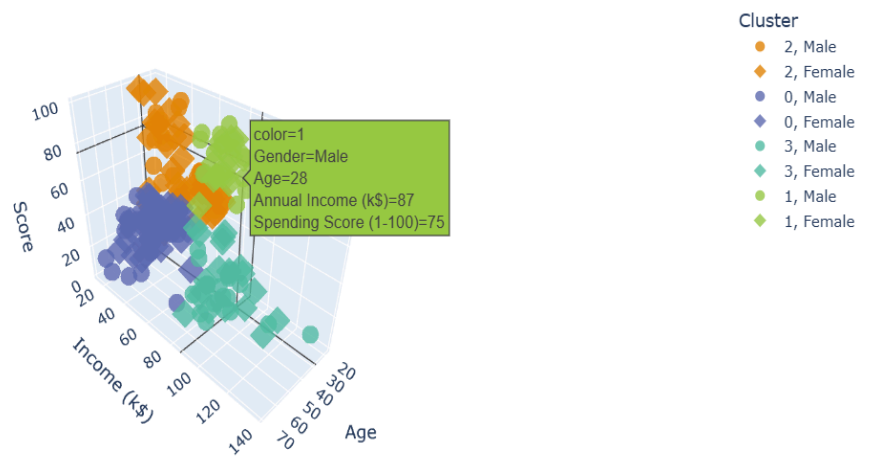 Cluster
2, Male
2, Female
0, Male
0, Female
3, Male
3, Female
1, Male
1, Female
color=1
Gender=Male
Age=28
Annual Income (k$)=87
Spending Score (1-100)=75
100
80
60
40
20
0
Score
20
40
60
80
100
120
140
Income (k$)
20
30
40
50
60
70
Age